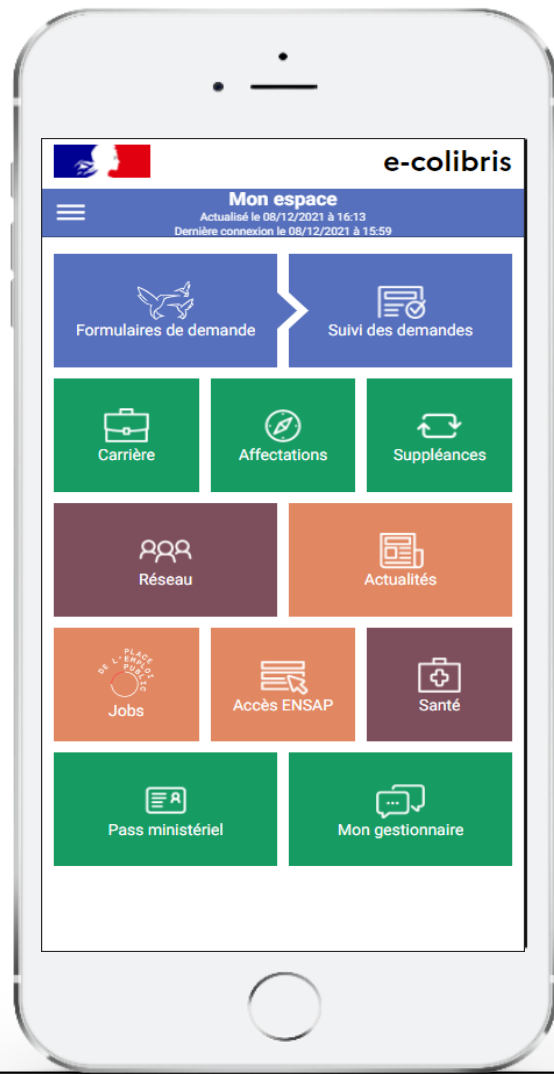 e-colibris
Mon espace
Actualisé le 08/12/2021 à 16:13
Dernière connexion le 08/12/2021 à 15:59
Formulaires de demande
Suivi des demandes
Carrière
Affectations
Suppléances
Réseau
Actualités
PLACE
DE L'EMPLOI
PUBLIC
Jobs
Accès ENSAP
Santé
Pass ministériel
Mon gestionnaire